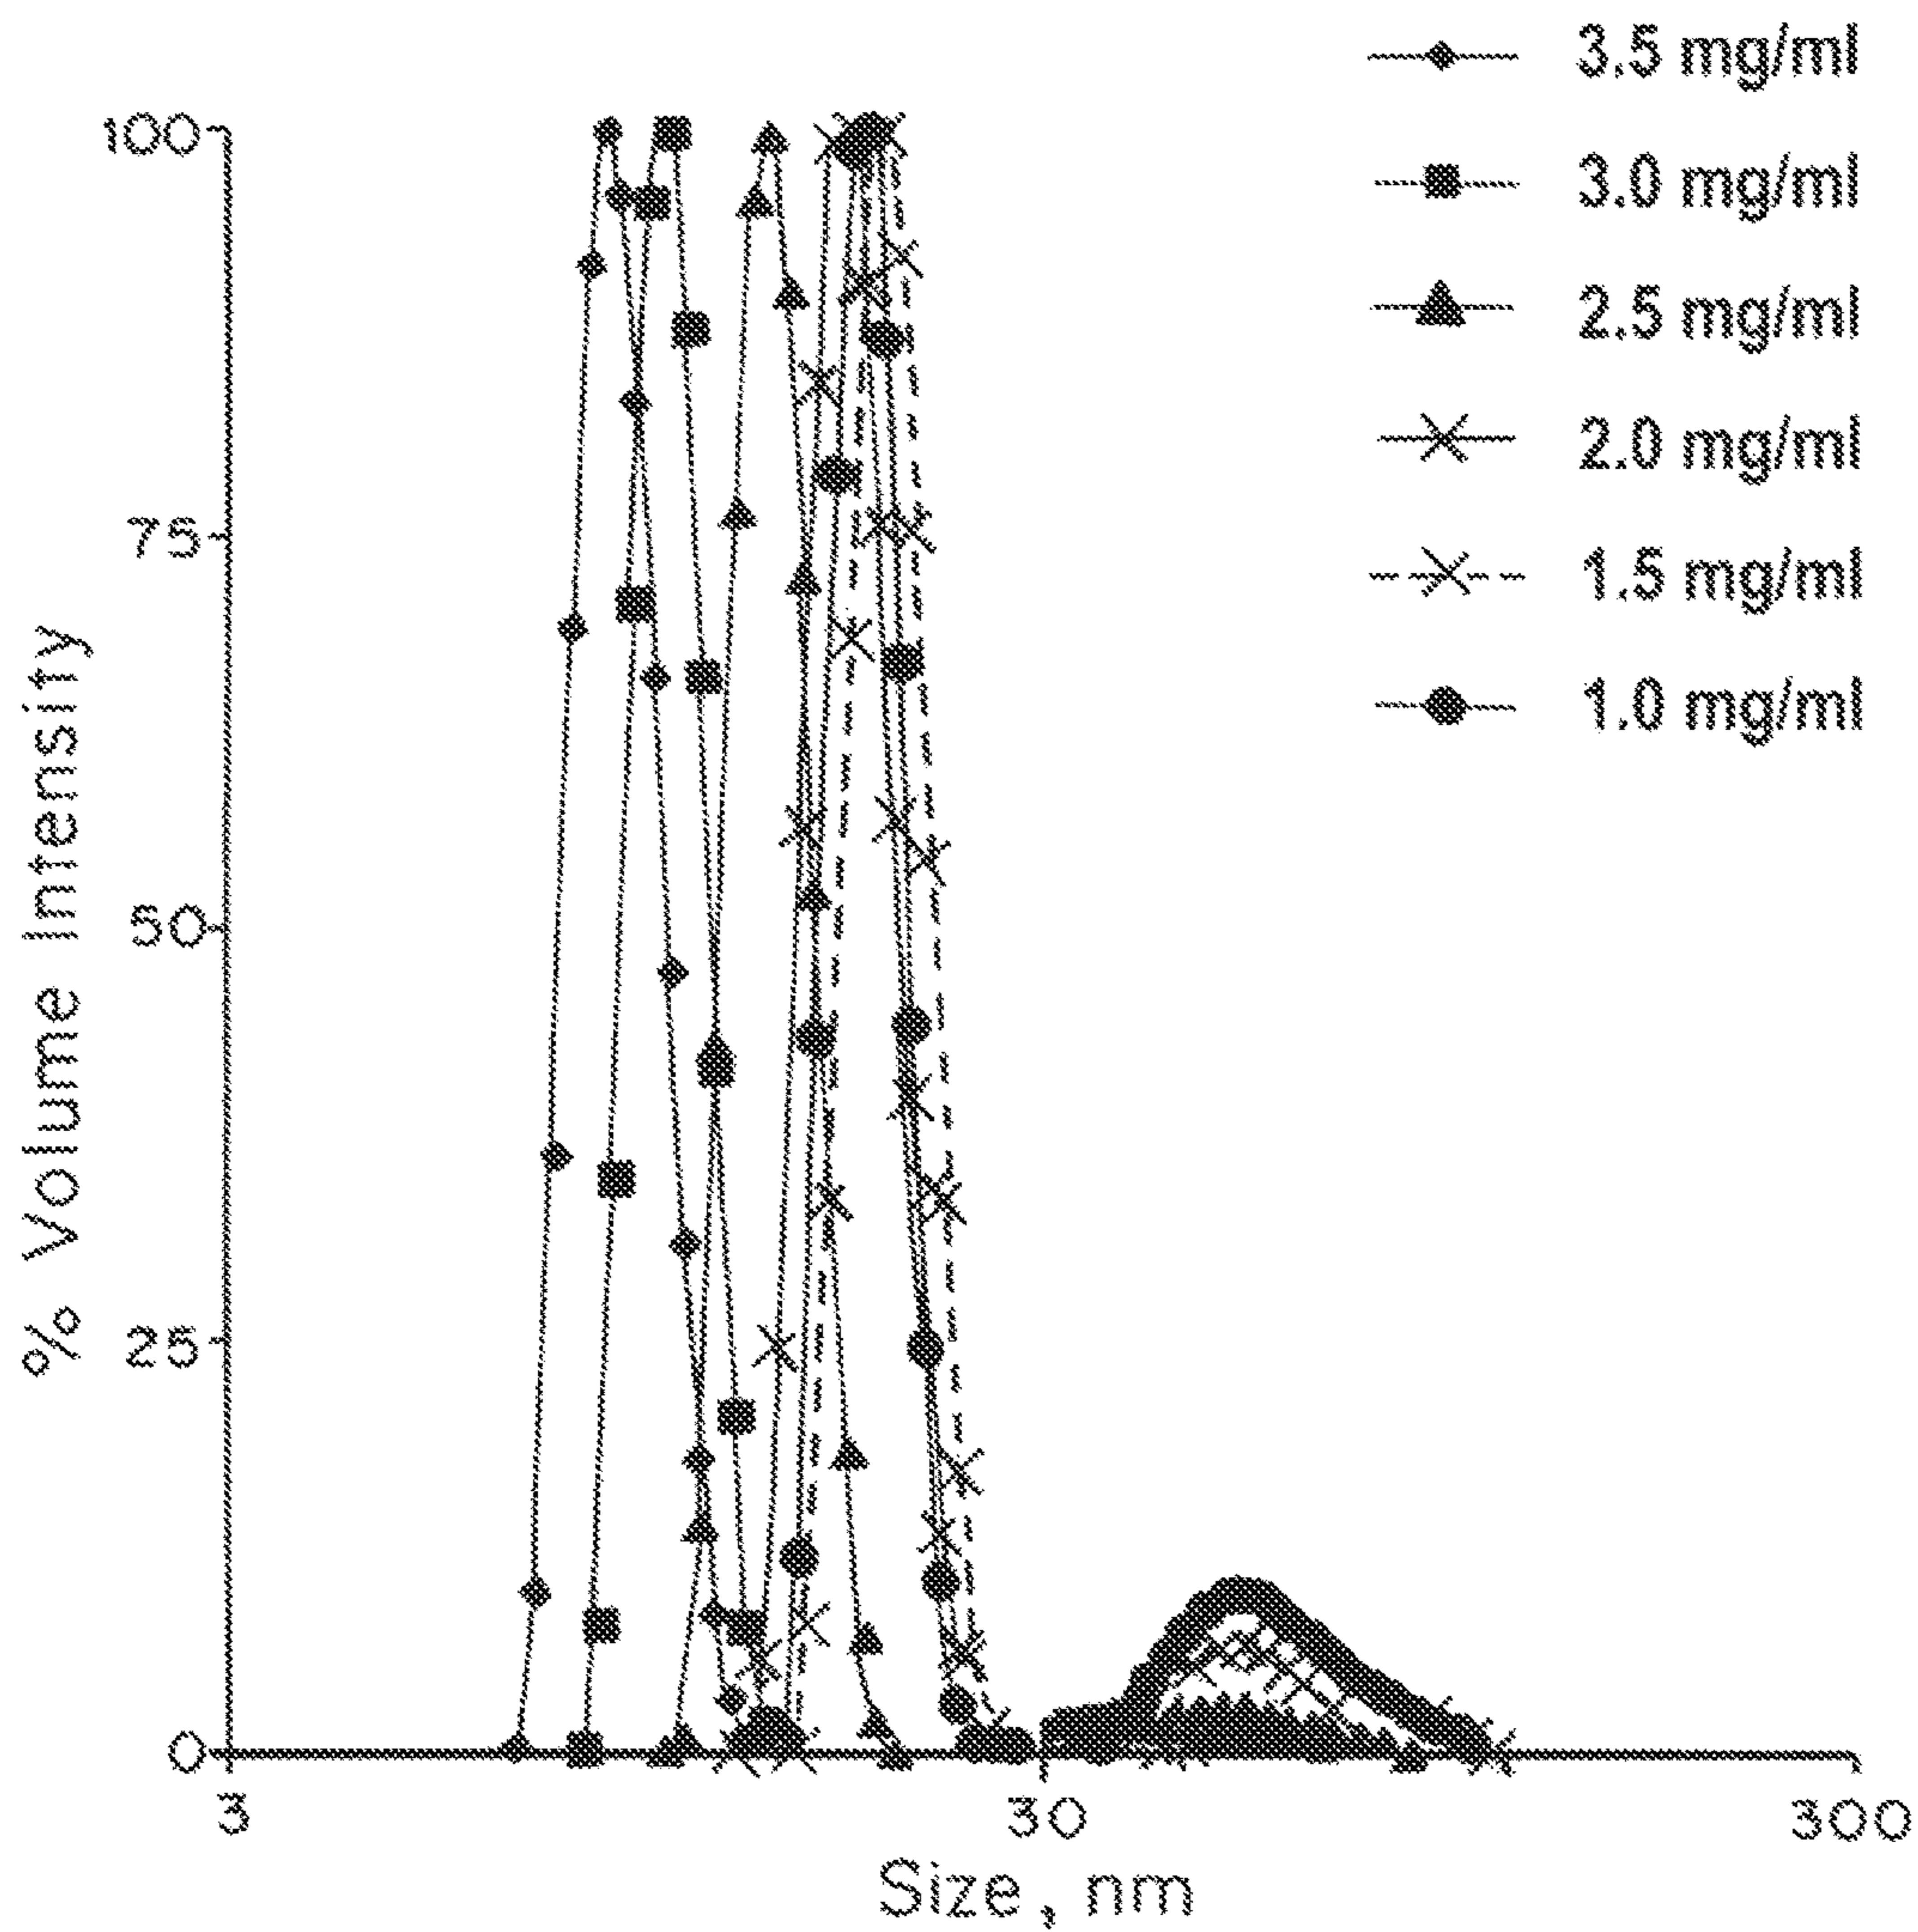 3.5 mg/ml
3.0 mg/ml
2.5 mg/ml
2.0 mg/ml
1.5 mg/ml
1.0 mg/ml
100
75
50
25
0
% Volume Intensity
3
30
300
Size, nm